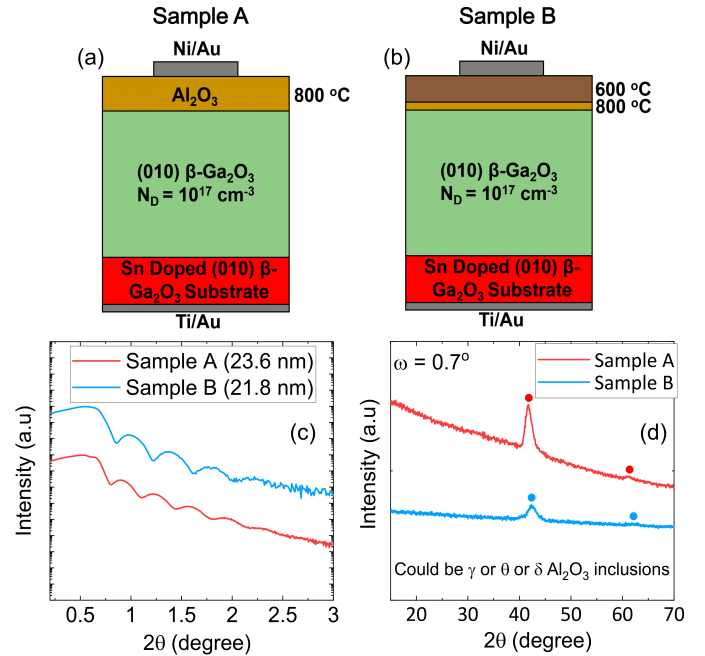 Sample A
Sample B
(a)
Ni/Au
Al₂O₃
800 ºC
(010) β-Ga₂O₃
N_D = 10¹⁷ cm⁻³
Sn Doped (010) β-
Ga₂O₃ Substrate
Ti/Au
(b)
Ni/Au
600 ºC
800 ºC
(010) β-Ga₂O₃
N_D = 10¹⁷ cm⁻³
Sn Doped (010) β-
Ga₂O₃ Substrate
Ti/Au
Sample A (23.6 nm)
Sample B (21.8 nm)
(c)
Intensity (a.u)
0.5
1
1.5
2
2.5
3
2θ (degree)
ω = 0.7º
Sample A
Sample B
(d)
Intensity (a.u)
Could be γ or θ or δ Al₂O₃ inclusions
20
30
40
50
60
70
2θ (degree)